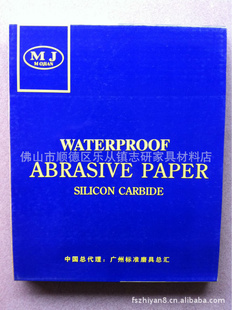 MJ
MOJIAN
WATERPROOF
佛山市顺德区乐从镇志研家具材料店
ABRASIVE PAPER
SILICON CARBIDE
中国总代理：广州标准磨具总汇
fszhiyan8.cn.alibaba.com